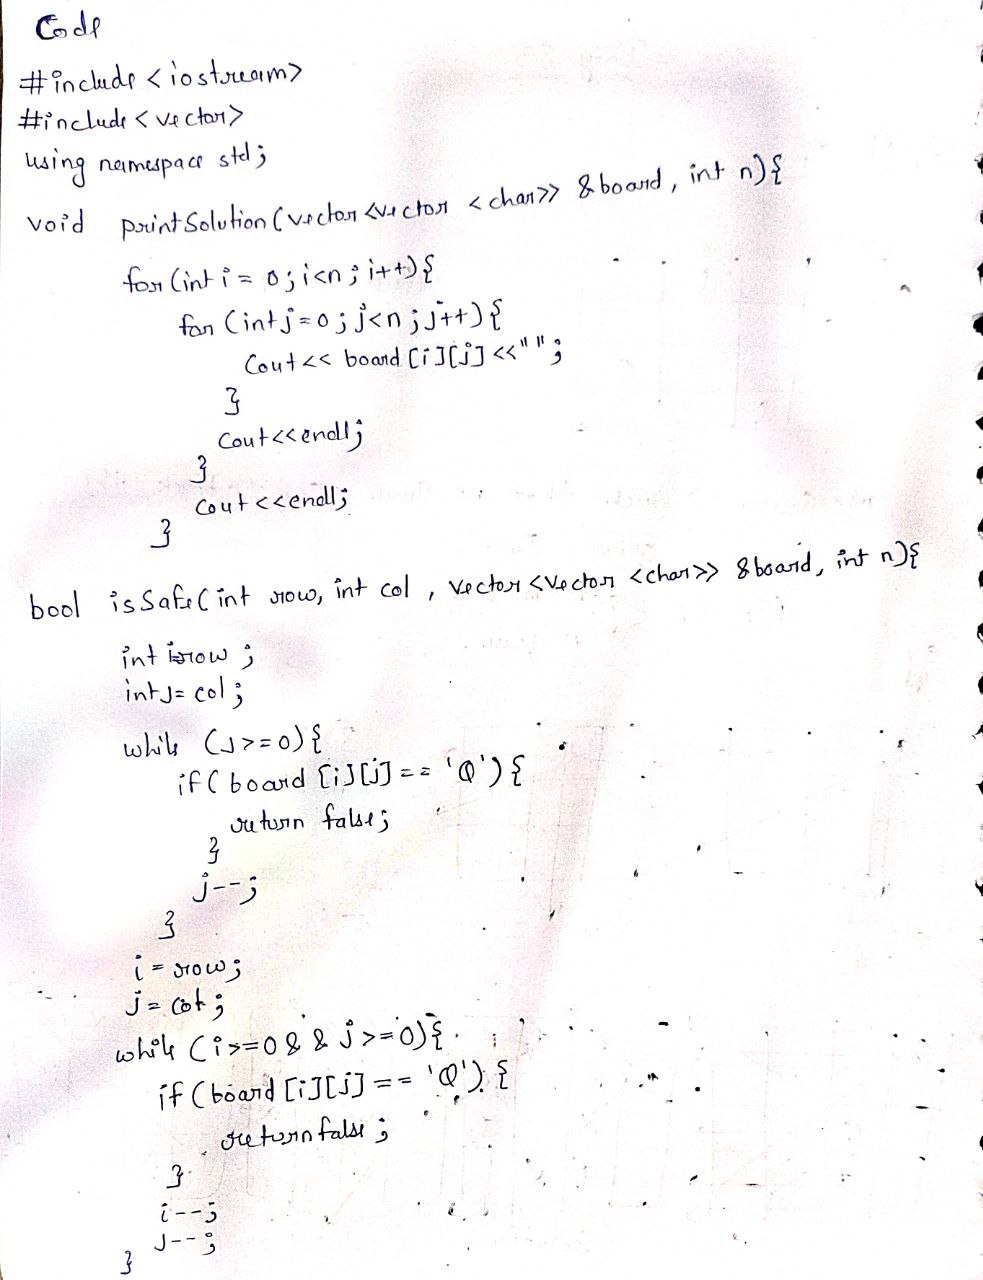 Code
#include <iostream>
#include <vector>
using namespace std;
void printSolution (vector<vector <char>> &board, int n){
for (int i = 0; i<n; i++){
for (int j=0; j<n; j++){
Cout<< board [i][j] <<" ";
}
Cout<<endl;
}
Cout <<endl;
}
bool isSafe (int row, int col, vector <vector <char>> &board, int n){
int i=row;
int j= col;
while (j>=0){
if( board [i][j] == 'Q'){
return false;
}
j--;
}
i = row;
j = col;
while (i>=0 && j>=0){
if (board [i][j] == 'Q'){
return false;
}
i--;
j--;
}